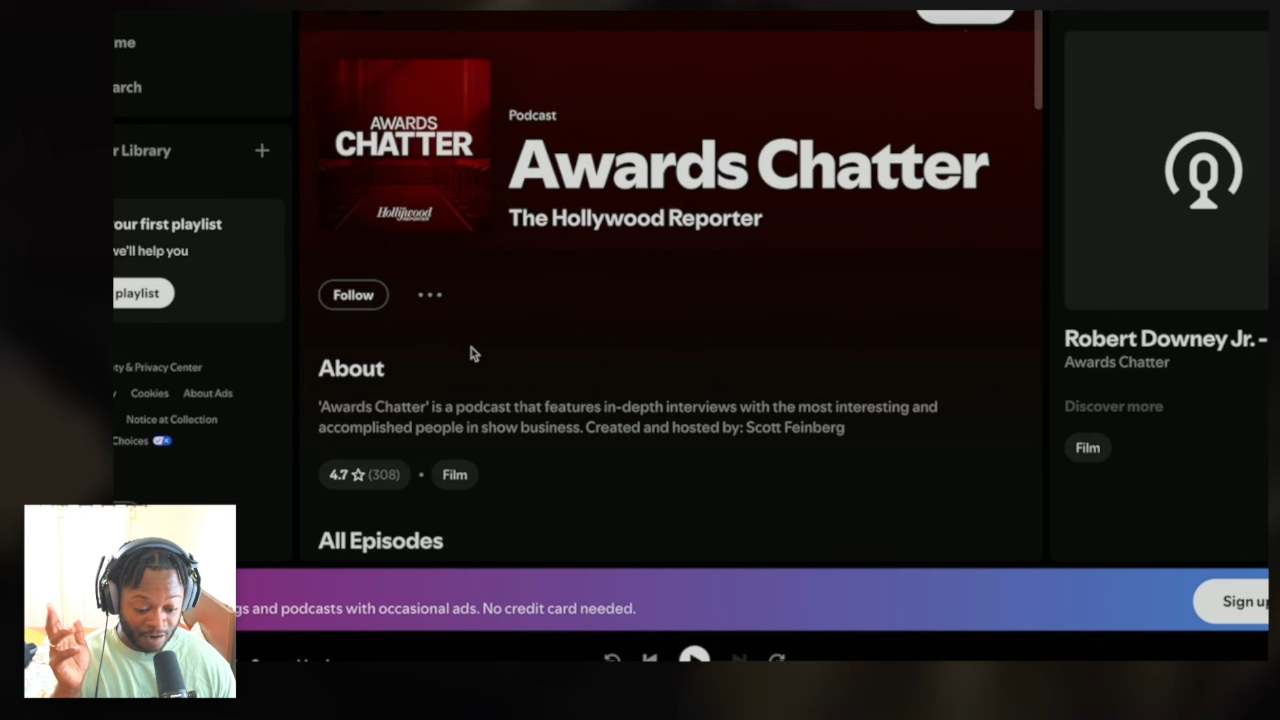 me
arch
r Library
our first playlist
we'll help you
playlist
ty & Privacy Center
Cookies About Ads
Notice at Collection
Choices
AWARDS
CHATTER
Hollywood
REPORTER
Podcast
Awards Chatter
The Hollywood Reporter
Follow
About
'Awards Chatter' is a podcast that features in-depth interviews with the most interesting and
accomplished people in show business. Created and hosted by: Scott Feinberg
4.7 ☆ (308) • Film
All Episodes
Robert Downey Jr. -
Awards Chatter
Discover more
Film
gs and podcasts with occasional ads. No credit card needed.
Sign up